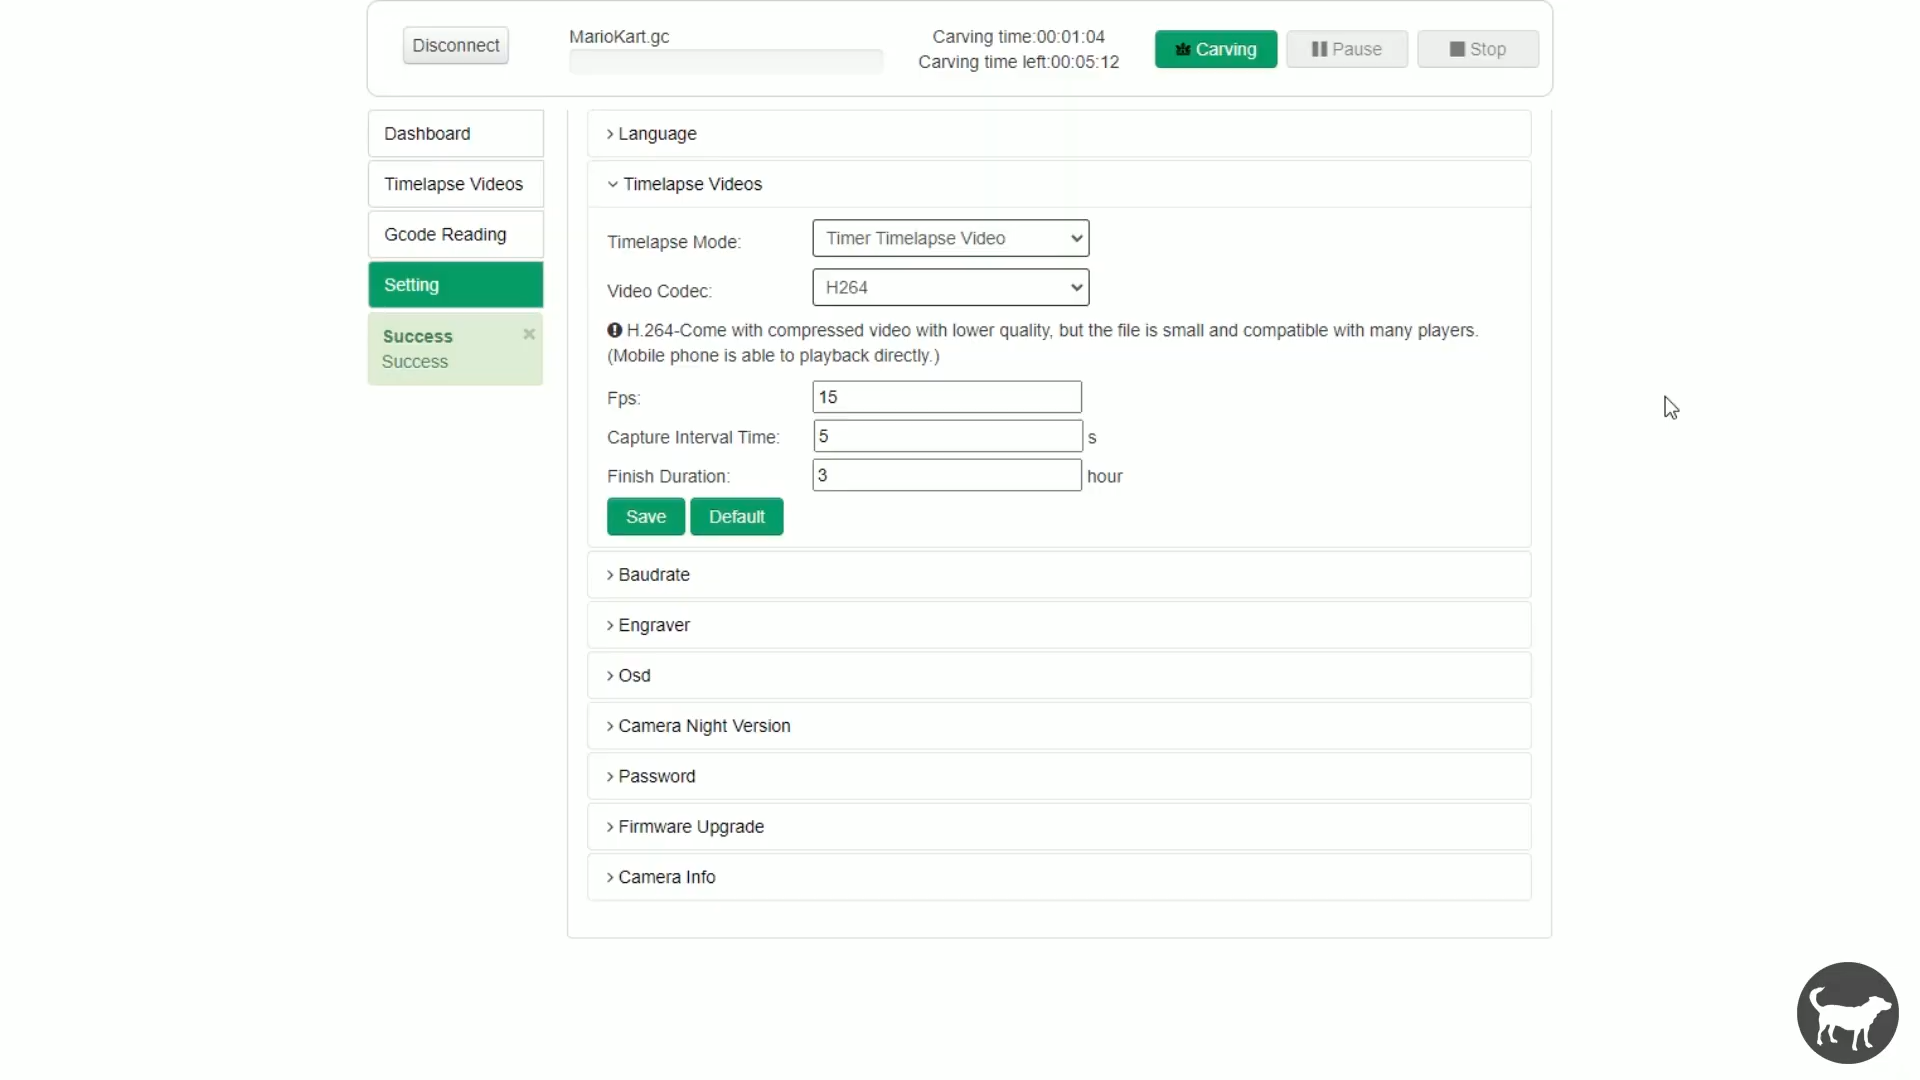 Disconnect
MarioKart.gc
Carving time:00:01:04
Carving time left:00:05:12
Carving
Pause
Stop
Dashboard
Timelapse Videos
Gcode Reading
Setting
Success
Success
Language
Timelapse Videos
Timelapse Mode: Timer Timelapse Video
Video Codec: H264
H.264-Come with compressed video with lower quality, but the file is small and compatible with many players.
(Mobile phone is able to playback directly.)
Fps: 15
Capture Interval Time: 5 s
Finish Duration: 3 hour
Save Default
Baudrate
Engraver
Osd
Camera Night Version
Password
Firmware Upgrade
Camera Info